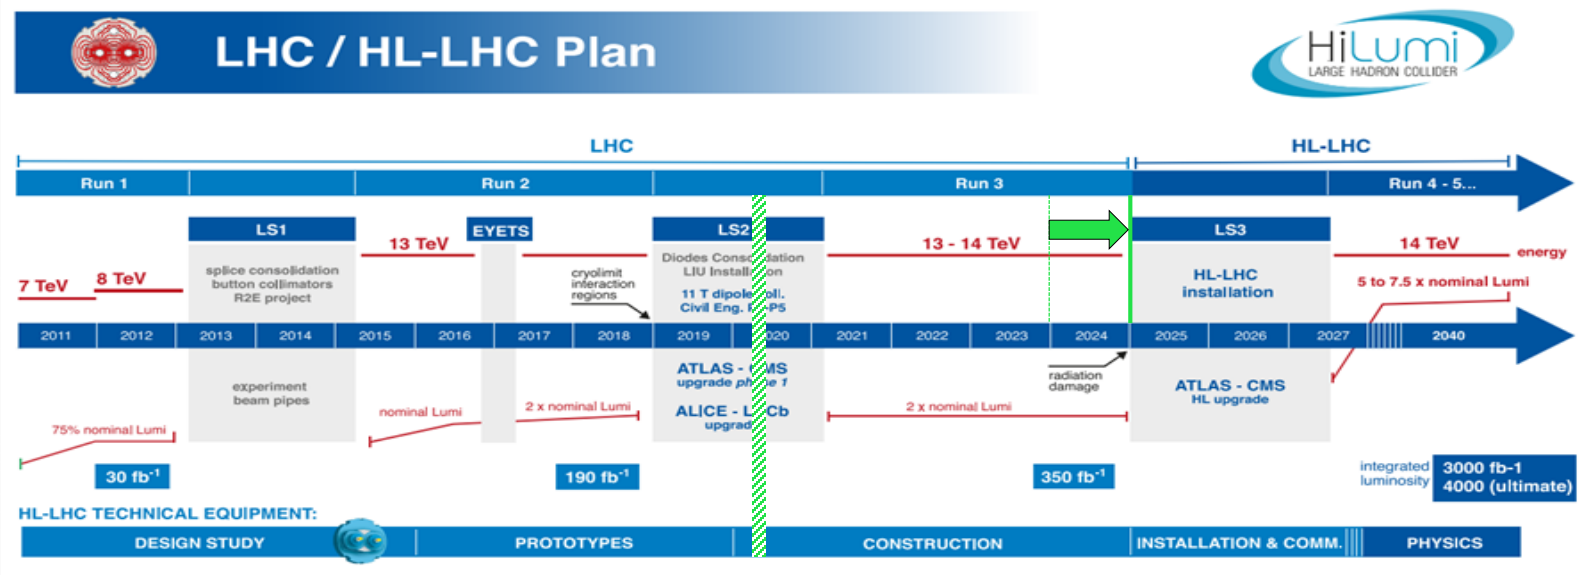 LHC / HL-LHC Plan
HiLumi
LARGE HADRON COLLIDER
LHC
HL-LHC
Run 1
Run 2
Run 3
Run 4 - 5...
LS1
EYETS
LS2
LS3
13 TeV
13 - 14 TeV
14 TeV
energy
7 TeV
8 TeV
splice consolidation
button collimators
R2E project
cryolimit
interaction
regions
Diodes
LIU
11 T dipole
Civil Eng.
HL-LHC
installation
5 to 7.5 x nominal Lumi
2011
2012
2013
2014
2015
2016
2017
2018
2019
2021
2022
2023
2024
2025
2026
2027
2040
experiment
beam pipes
ATLAS -
upgrade
ALICE -
radiation
damage
ATLAS - CMS
HL upgrade
75% nominal Lumi
nominal Lumi
2 x nominal Lumi
2 x nominal Lumi
30 fb-1
190 fb-1
350 fb-1
integrated
luminosity
3000 fb-1
4000 (ultimate)
HL-LHC TECHNICAL EQUIPMENT:
DESIGN STUDY
PROTOTYPES
CONSTRUCTION
INSTALLATION & COMM.
PHYSICS